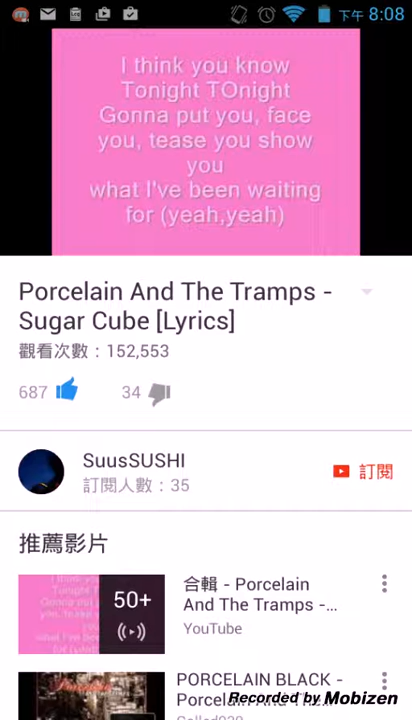 下午 8:08
I think you know
Tonight TOnight
Gonna put you, face
you, tease you show
you
what I've been waiting
for (yeah,yeah)
Porcelain And The Tramps -
Sugar Cube [Lyrics]
觀看次數：152,553
687
34
SuusSUSHI
訂閱人數：35
訂閱
推薦影片
50+
合輯 - Porcelain
And The Tramps -...
YouTube
PORCELAIN BLACK -
Porcelain And The...
Recorded by Mobizen